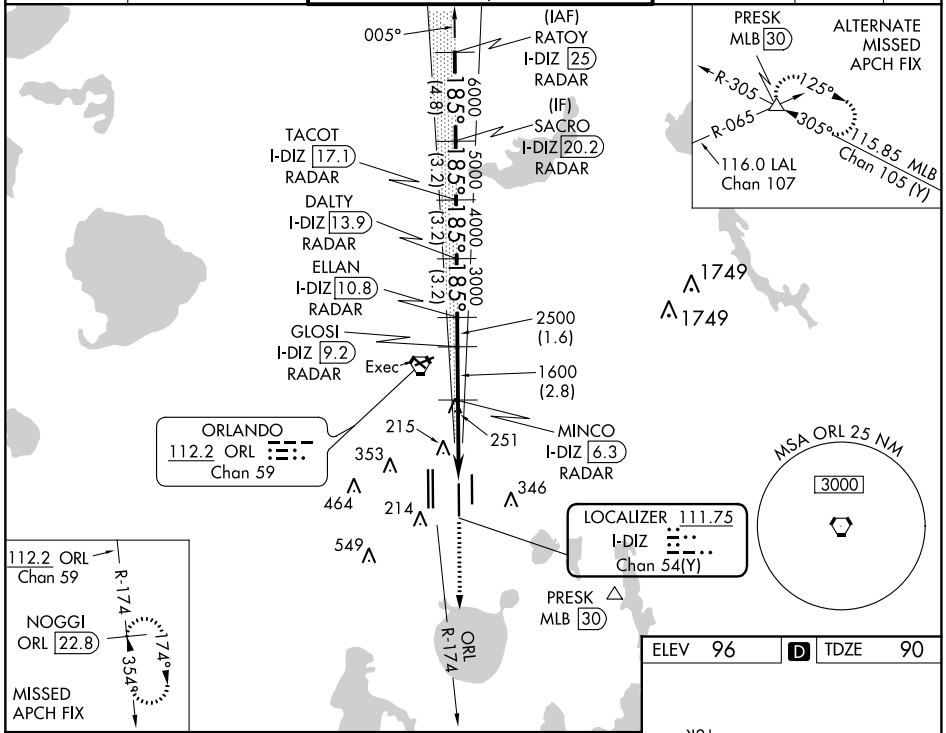 005°
(IAF)
RATOY
I-DIZ 25
RADAR
6000
185°
(4.8)
(IF)
SACRO
I-DIZ 20.2
RADAR
TACOT
I-DIZ 17.1
RADAR
5000
185°
(3.2)
DALTY
I-DIZ 13.9
RADAR
4000
185°
(3.2)
ELLAN
I-DIZ 10.8
RADAR
3000
185°
(3.2)
GLOSI
I-DIZ 9.2
RADAR
2500
(1.6)
1600
(2.8)
Exec
ORLANDO
112.2 ORL
Chan 59
215
251
MINCO
I-DIZ 6.3
RADAR
353
464
214
346
549
LOCALIZER 111.75
I-DIZ
Chan 54(Y)
PRESK
MLB 30
ORL
R-174
PRESK
MLB 30
ALTERNATE
MISSED
APCH FIX
R-305
125°
R-065
305°
115.85 MLB
Chan 105 (Y)
116.0 LAL
Chan 107
1749
1749
MSA ORL 25 NM
3000
112.2 ORL
Chan 59
R-174
NOGGI
ORL 22.8
174°
354°
MISSED
APCH FIX
ELEV 96
D
TDZE 90